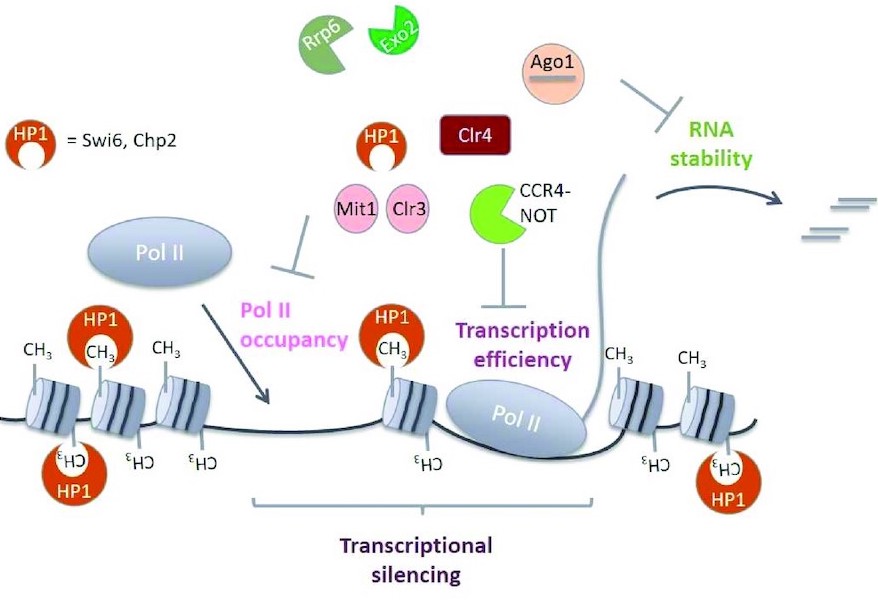 Rrp6
Exo2
Ago1
HP1
= Swi6, Chp2
HP1
Clr4
RNA
stability
Mit1
Clr3
CCR4-
NOT
Pol II
Pol II
occupancy
HP1
HP1
Transcription
efficiency
CH₃
CH₃
CH₃
CH₃
CH₃
CH₃
Pol II
CH₃
CH₃
CH₃
CH₃
CH₃
CH₃
HP1
HP1
Transcriptional
silencing